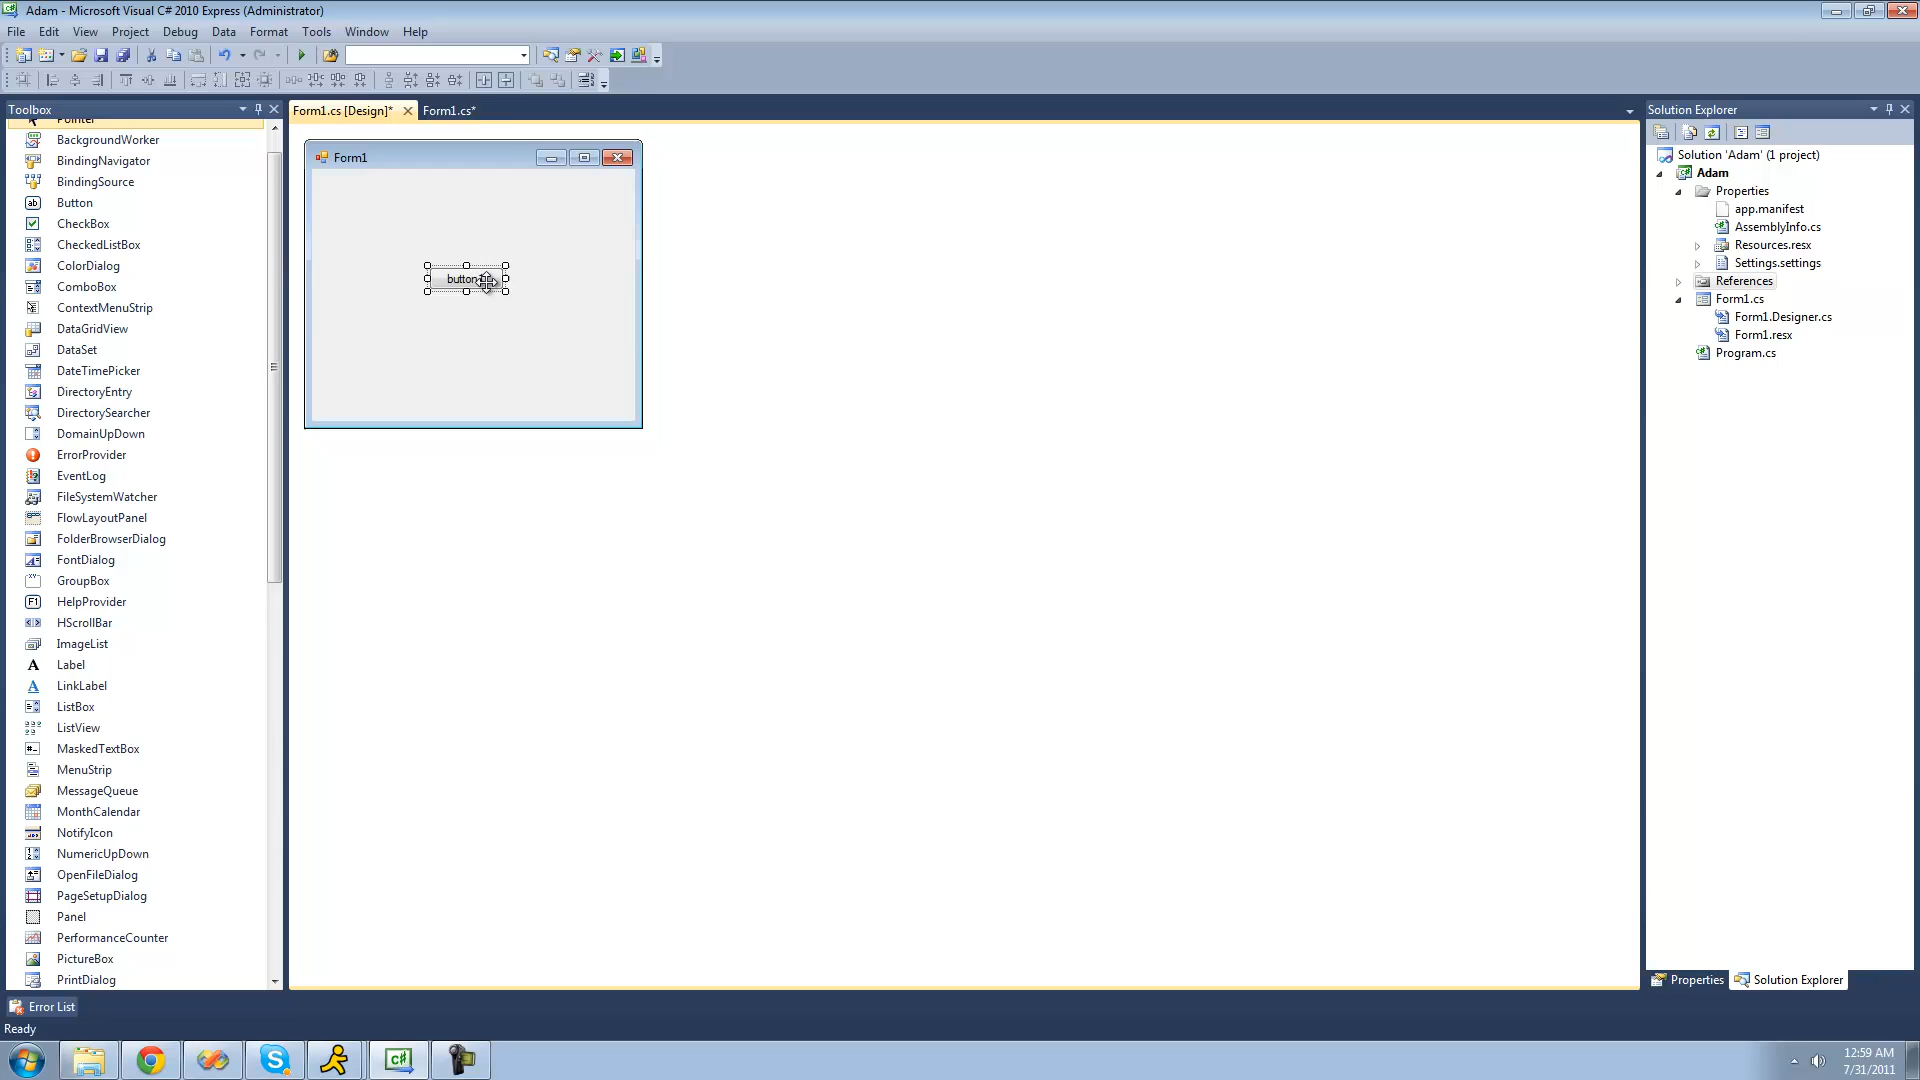 Adam - Microsoft Visual C# 2010 Express (Administrator)
File Edit View Project Debug Data Format Tools Window Help
Toolbox
Form1.cs [Design]*
Form1.cs*
Solution Explorer
Pointer
BackgroundWorker
BindingNavigator
BindingSource
Button
CheckBox
CheckedListBox
ColorDialog
ComboBox
ContextMenuStrip
DataGridView
DataSet
DateTimePicker
DirectoryEntry
DirectorySearcher
DomainUpDown
ErrorProvider
EventLog
FileSystemWatcher
FlowLayoutPanel
FolderBrowserDialog
FontDialog
GroupBox
HelpProvider
HScrollBar
ImageList
Label
LinkLabel
ListBox
ListView
MaskedTextBox
MenuStrip
MessageQueue
MonthCalendar
NotifyIcon
NumericUpDown
OpenFileDialog
PageSetupDialog
Panel
PerformanceCounter
PictureBox
PrintDialog
Form1
Solution 'Adam' (1 project)
Adam
Properties
app.manifest
AssemblyInfo.cs
Resources.resx
Settings.settings
References
Form1.cs
Form1.Designer.cs
Form1.resx
Program.cs
Properties
Solution Explorer
Error List
Ready
12:59 AM
7/31/2011